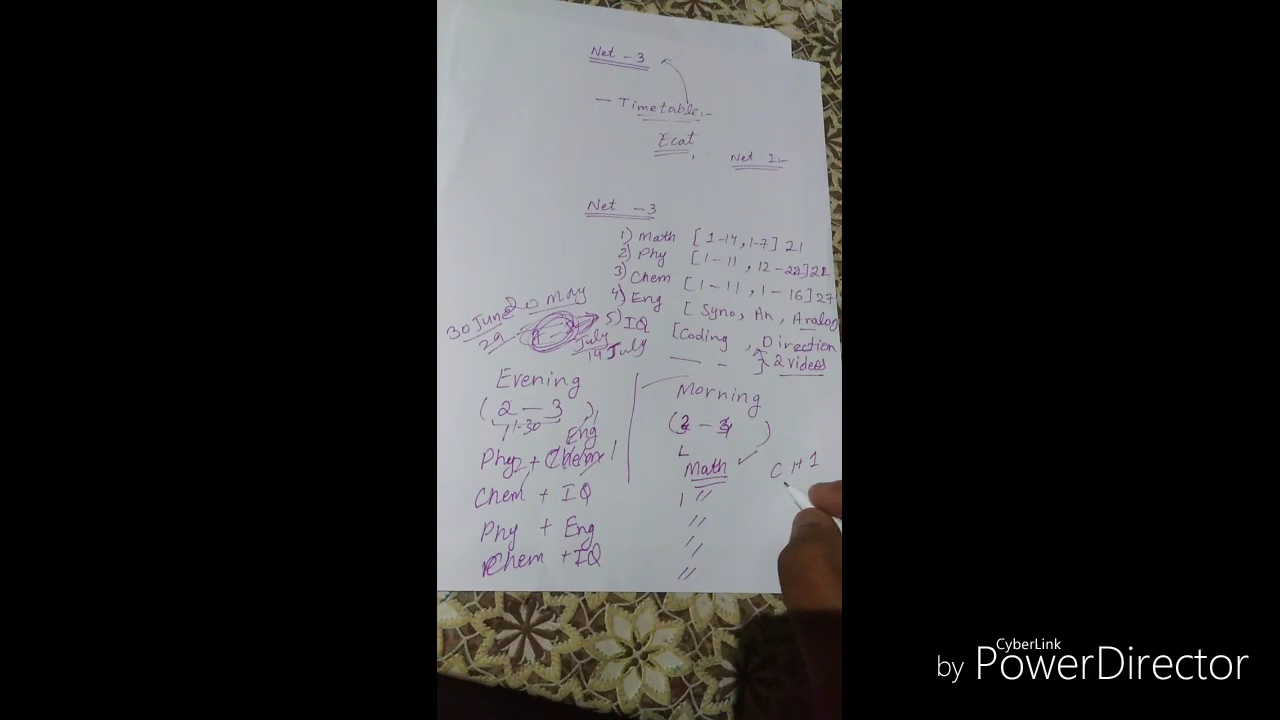 Net - 3
- Timetable.-
Ecat
Net 2.-
Net - 3
1) Math [1-14, 1-7] 21
2) Phy [1-11, 12-22] 22
3) Chem [1-11, 1-16] 27
4) Eng [Syno, An, Analog
5) IQ [Coding, Direction
— - } 2 videos
20 May
30 June
29
July
14 July
Evening
(2 - 3)
1-30
Eng
Phy + Chem
Chem + IQ
Phy + Eng
Chem + IQ
Morning
Math ✓
"
"
"
"
CH 1
CyberLink
by PowerDirector